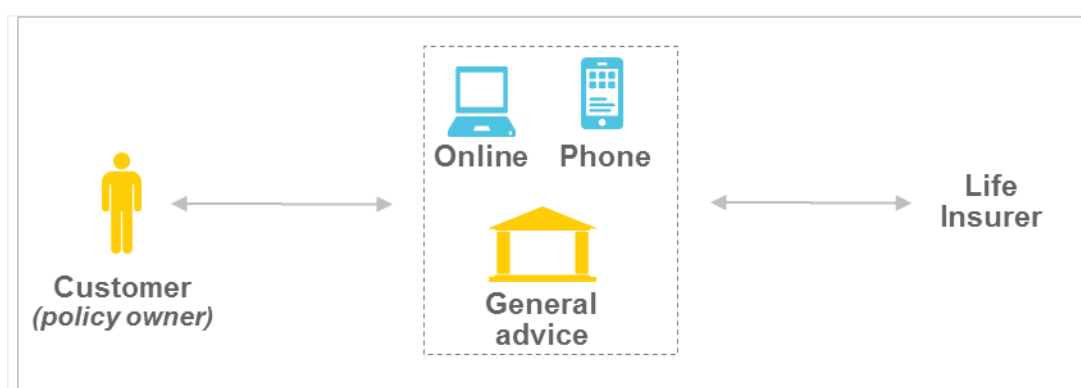 Online
Phone
Customer
(policy owner)
General
advice
Life
Insurer